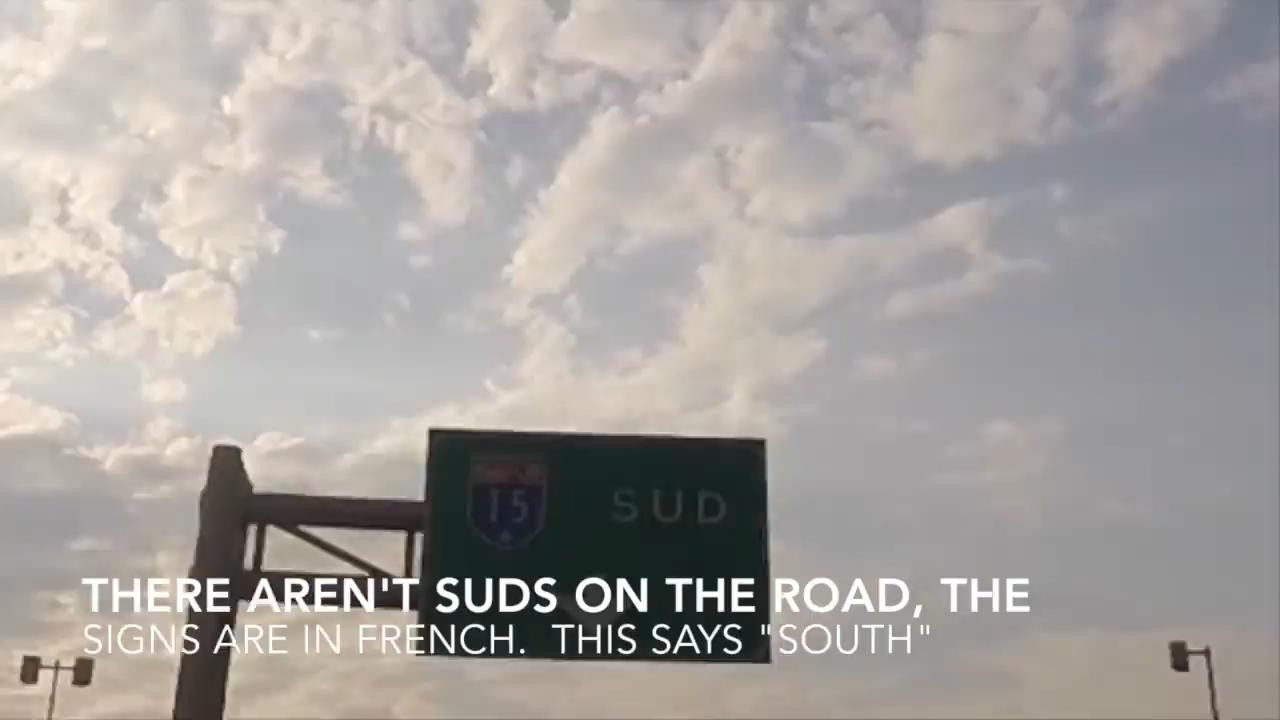 15 SUD
THERE AREN'T SUDS ON THE ROAD, THE
SIGNS ARE IN FRENCH. THIS SAYS "SOUTH"